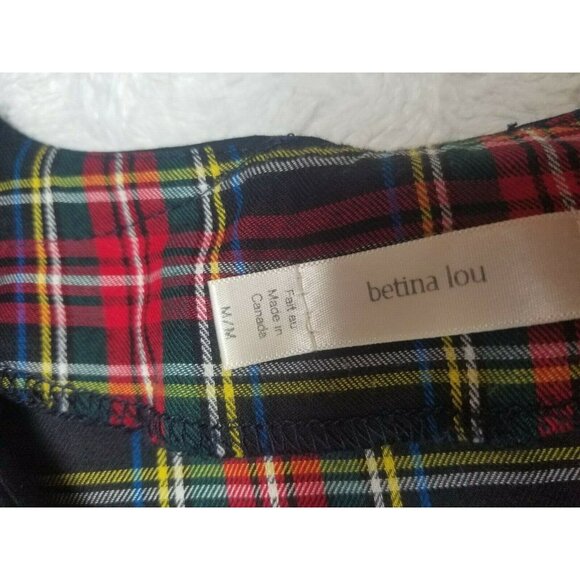 betina lou
Fait au
Made in
Canada
M/M